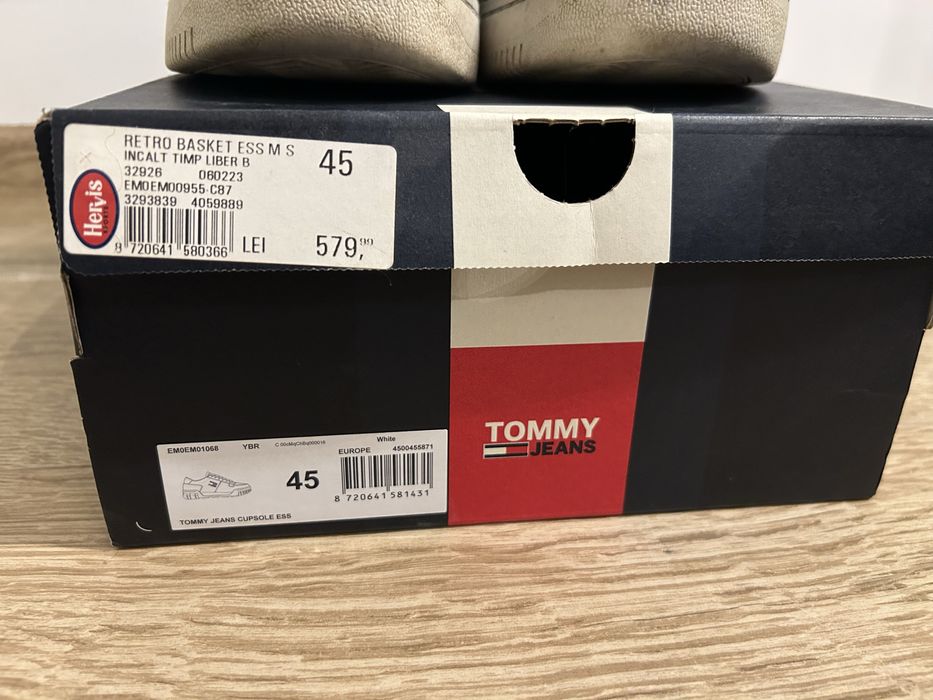 RETRO BASKET ESS M S
INCALT TIMP LIBER B
45
32926 060223
EM0EM00955-C87
3293839 4059889
Hervis
SPORTS
8 720641 580366
LEI 579,99
TOMMY
JEANS
EM0EM01068 YBR
White
EUROPE 4500455871
45
8 720641 581431
TOMMY JEANS CUPSOLE ESS